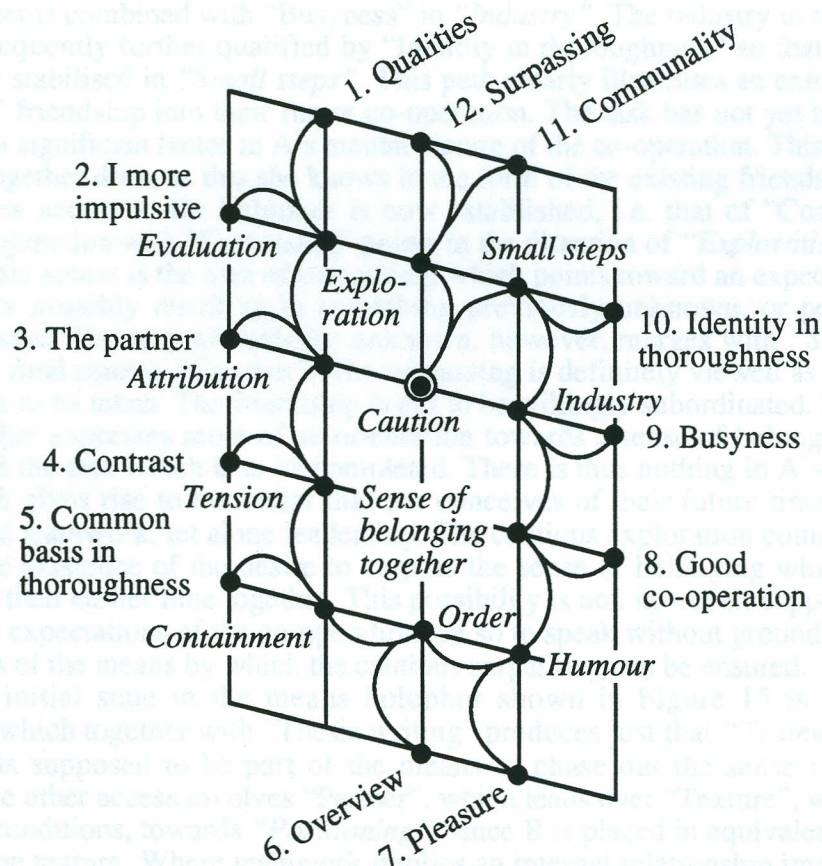 1. Qualities
12. Surpassing
11. Communality
2. I more
impulsive
Evaluation
Explo-
ration
Small steps
10. Identity in
thoroughness
3. The partner
Attribution
Caution
Industry
9. Busyness
4. Contrast
Tension
Sense of
belonging
together
5. Common
basis in
thoroughness
8. Good
co-operation
Containment
Order
Humour
6. Overview
7. Pleasure